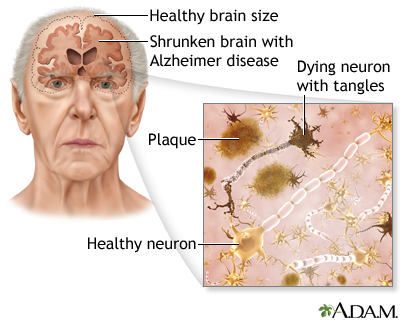 Healthy brain size
Shrunken brain with
Alzheimer disease
Dying neuron
with tangles
Plaque
Healthy neuron
A.D.A.M.